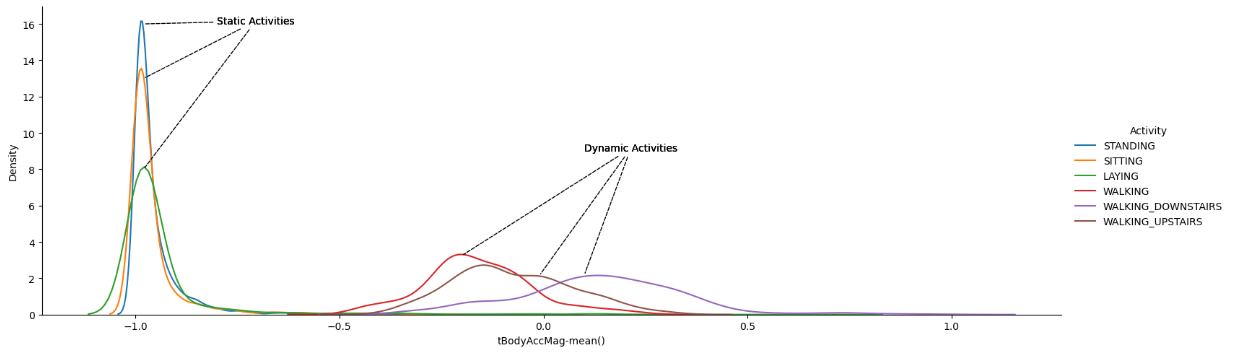 Static Activities
Dynamic Activities
Density
16
14
12
10
8
6
4
2
0
−1.0
−0.5
0.0
0.5
1.0
tBodyAccMag-mean()
Activity
STANDING
SITTING
LAYING
WALKING
WALKING_DOWNSTAIRS
WALKING_UPSTAIRS